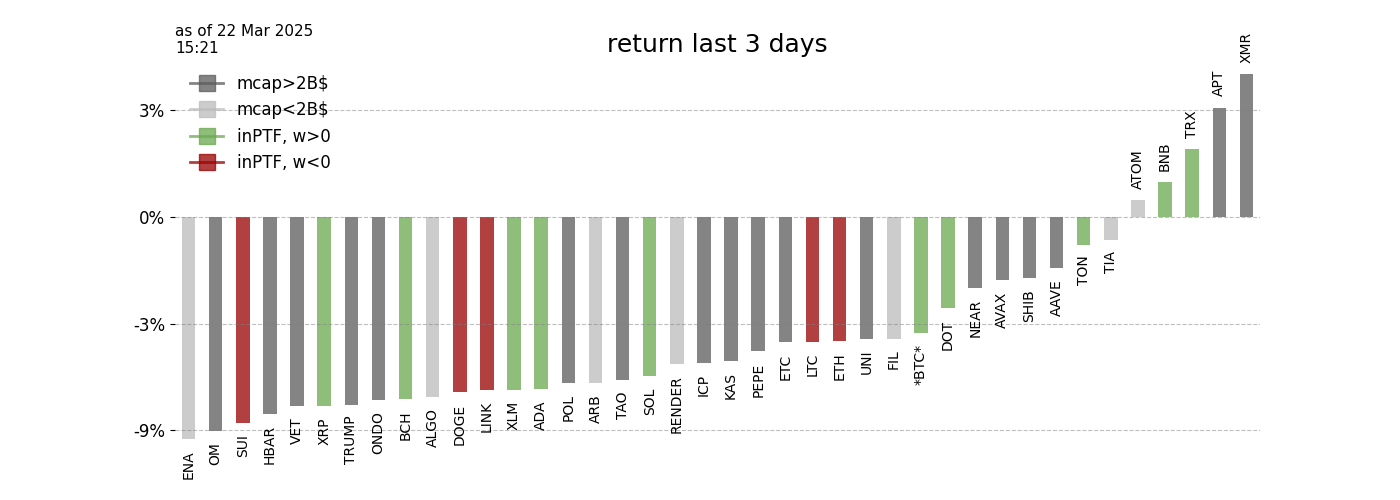 as of 22 Mar 2025
15:21
return last 3 days
mcap>2B$
mcap<2B$
inPTF, w>0
inPTF, w<0
3%
0%
-3%
-9%
ENA
OM
SUI
HBAR
VET
XRP
TRUMP
ONDO
BCH
ALGO
DOGE
LINK
XLM
ADA
POL
ARB
TAO
SOL
RENDER
ICP
KAS
PEPE
ETC
LTC
ETH
UNI
FIL
*BTC*
DOT
NEAR
AVAX
SHIB
AAVE
TON
TIA
ATOM
BNB
TRX
APT
XMR